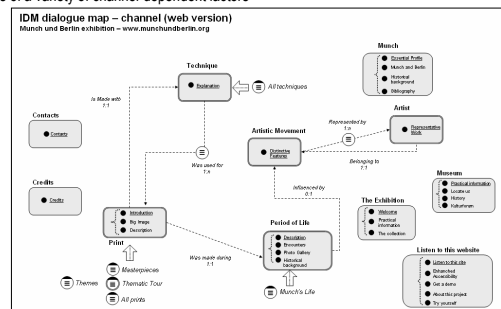 IDM dialogue map – channel (web version)
Munch und Berlin exhibition – www.munchundberlin.org
Technique
Explanation
All techniques
Is Made with
1:1
Was used for
1:n
Contacts
Contacts
Credits
Credits
Introduction
Big Image
Description
Print
Masterpieces
Themes
Thematic Tour
All prints
Was made during
1:1
Munch
Essential Profile
Munch and Berlin
Historical
background
Bibliography
Artist
Representative
Work
Represented by
1:n
Artistic Movement
Distinctive
Features
Belonging to
1:1
Influenced by
0:1
Period of Life
Description
Encounters
Photo Gallery
Historical
background
Munch's Life
The Exhibition
Welcome
Practical
information
The collection
Museum
Practical information
Locate us
History
Kulturforum
Listen to this website
Listen to this site
Enhanched
Accessibility
Get a demo
About this project
Try yourself